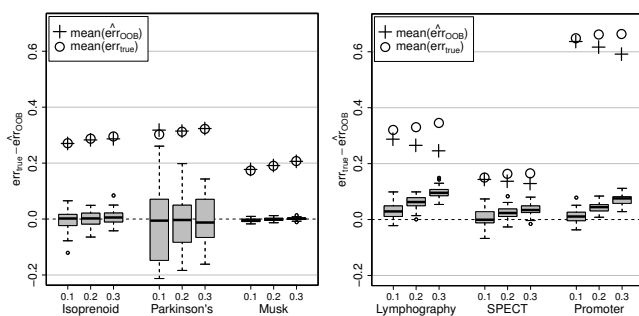 mean(err̂OOB)
mean(errtrue)
errtrue−err̂OOB
0.6
0.4
0.2
0.0
−0.2
0.1 0.2 0.3 0.1 0.2 0.3 0.1 0.2 0.3
Isoprenoid Parkinson's Musk
mean(err̂OOB)
mean(errtrue)
errtrue−err̂OOB
0.6
0.4
0.2
0.0
−0.2
0.1 0.2 0.3 0.1 0.2 0.3 0.1 0.2 0.3
Lymphography SPECT Promoter